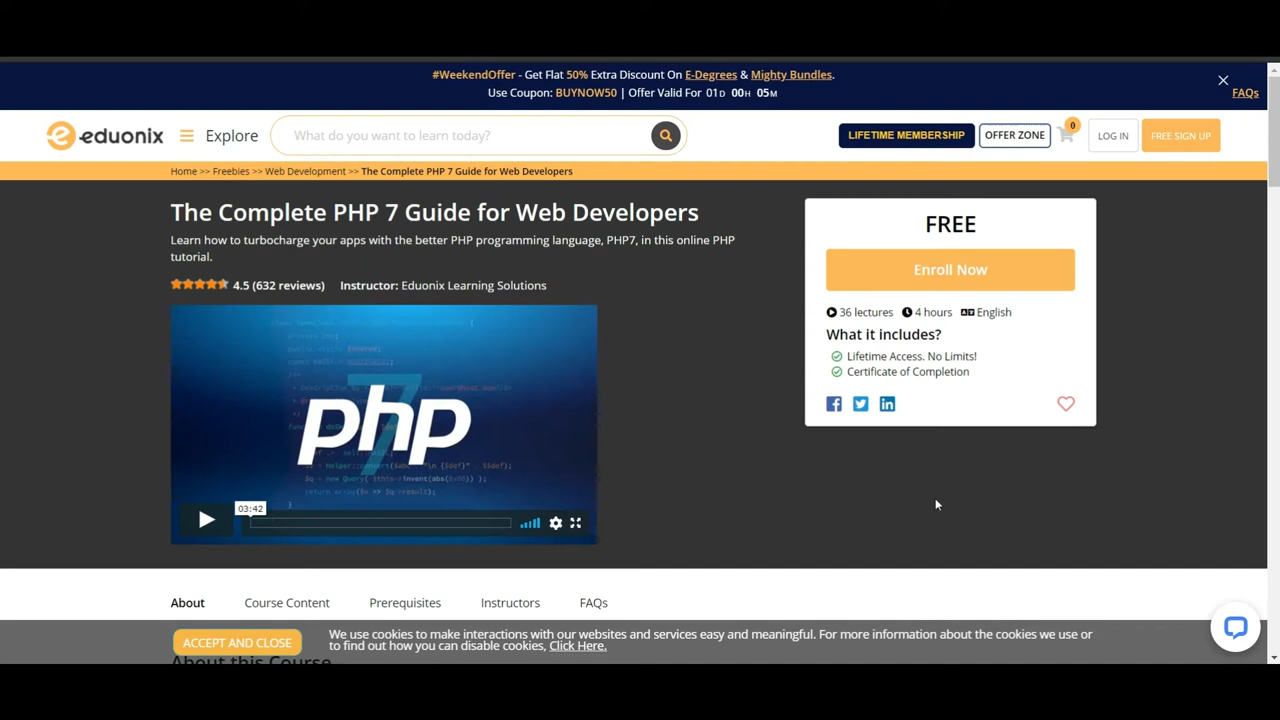 #WeekendOffer - Get Flat 50% Extra Discount On E-Degrees & Mighty Bundles.
Use Coupon: BUYNOW50 | Offer Valid For 01D 00H 05M
FAQs
eduonix
Explore
What do you want to learn today?
LIFETIME MEMBERSHIP
OFFER ZONE
0
LOG IN
FREE SIGN UP
Home >> Freebies >> Web Development >> The Complete PHP 7 Guide for Web Developers
The Complete PHP 7 Guide for Web Developers
Learn how to turbocharge your apps with the better PHP programming language, PHP7, in this online PHP
tutorial.
4.5 (632 reviews) Instructor: Eduonix Learning Solutions
php
7
03:42
FREE
Enroll Now
36 lectures 4 hours English
What it includes?
Lifetime Access. No Limits!
Certificate of Completion
About Course Content Prerequisites Instructors FAQs
ACCEPT AND CLOSE
We use cookies to make interactions with our websites and services easy and meaningful. For more information about the cookies we use or
to find out how you can disable cookies, Click Here.
About this Course